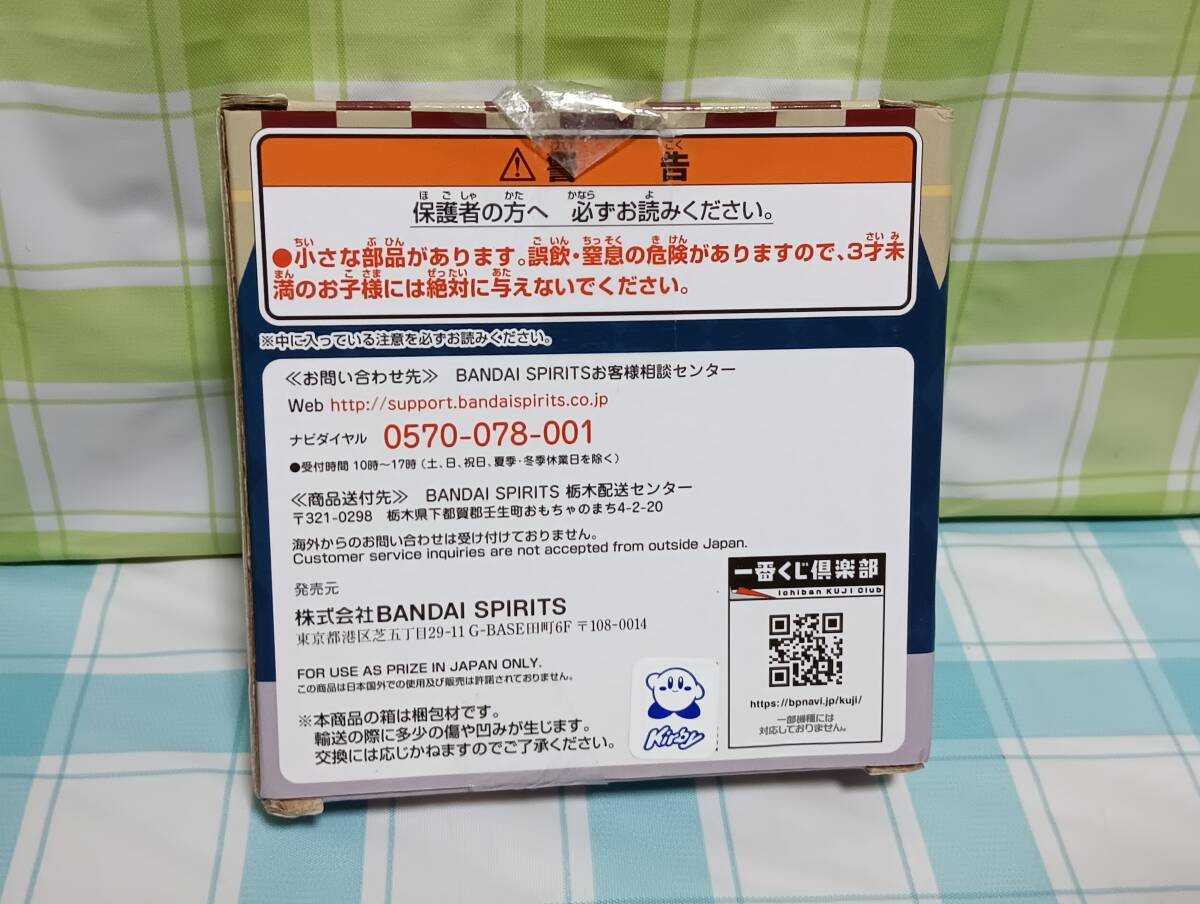 警告
保護者の方へ 必ずお読みください。
●小さな部品があります。誤飲・窒息の危険がありますので、3才未
満のお子様には絶対に与えないでください。
※中に入っている注意を必ずお読みください。
≪お問い合わせ先≫ BANDAI SPIRITSお客様相談センター
Web http://support.bandaispirits.co.jp
ナビダイヤル 0570-078-001
●受付時間 10時~17時(土、日、祝日、夏季・冬季休業日を除く)
≪商品送付先≫ BANDAI SPIRITS 栃木配送センター
〒321-0298 栃木県下都賀郡壬生町おもちゃのまち4-2-20
海外からのお問い合わせは受け付けておりません。
Customer service inquiries are not accepted from outside Japan.
発売元
株式会社BANDAI SPIRITS
東京都港区芝五丁目29-11 G-BASE田町6F 〒108-0014
FOR USE AS PRIZE IN JAPAN ONLY.
この商品は日本国外での使用及び販売は許諾されておりません。
※本商品の箱は梱包材です。
輸送の際に多少の傷や凹みが生じます。
交換には応じかねますのでご了承ください。
Kirby
一番くじ倶楽部
Ichiban KUJI Club
https://bpnavi.jp/kuji/
一部機種には
対応しておりません。